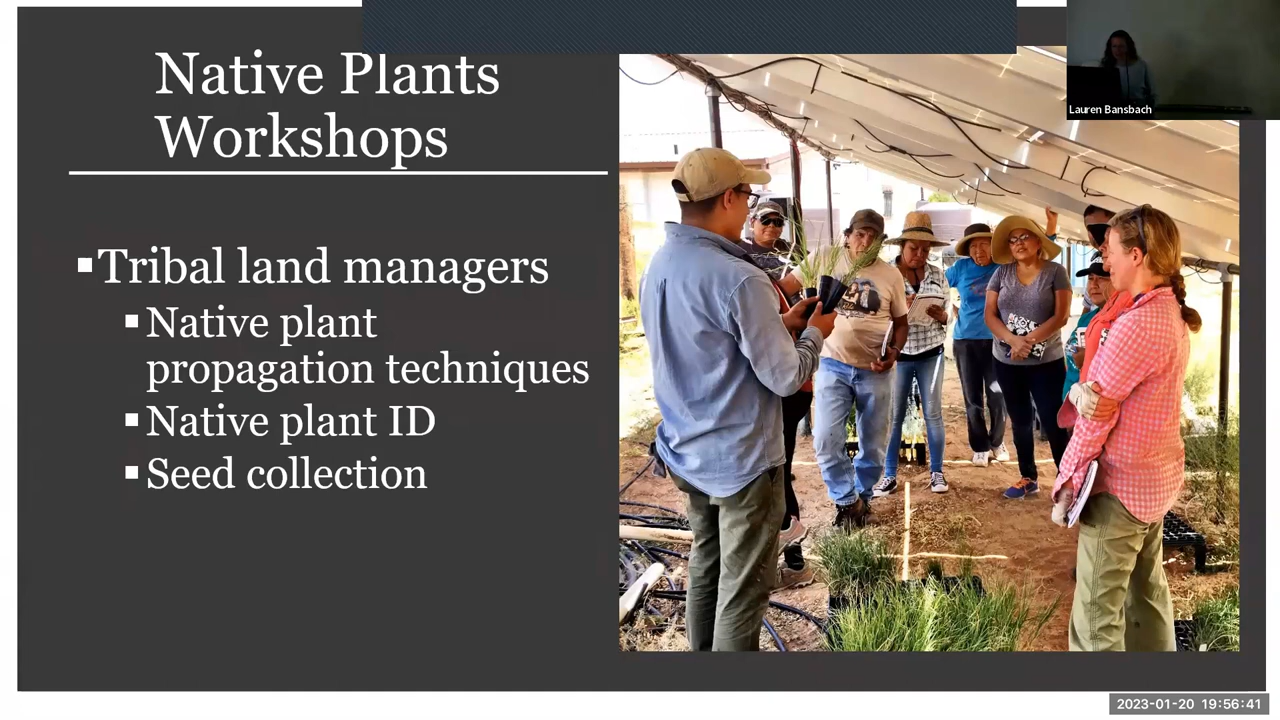 Native Plants
Workshops
Lauren Bansbach
▪Tribal land managers
▪Native plant
propagation techniques
▪Native plant ID
▪Seed collection
2023-01-20 19:56:41